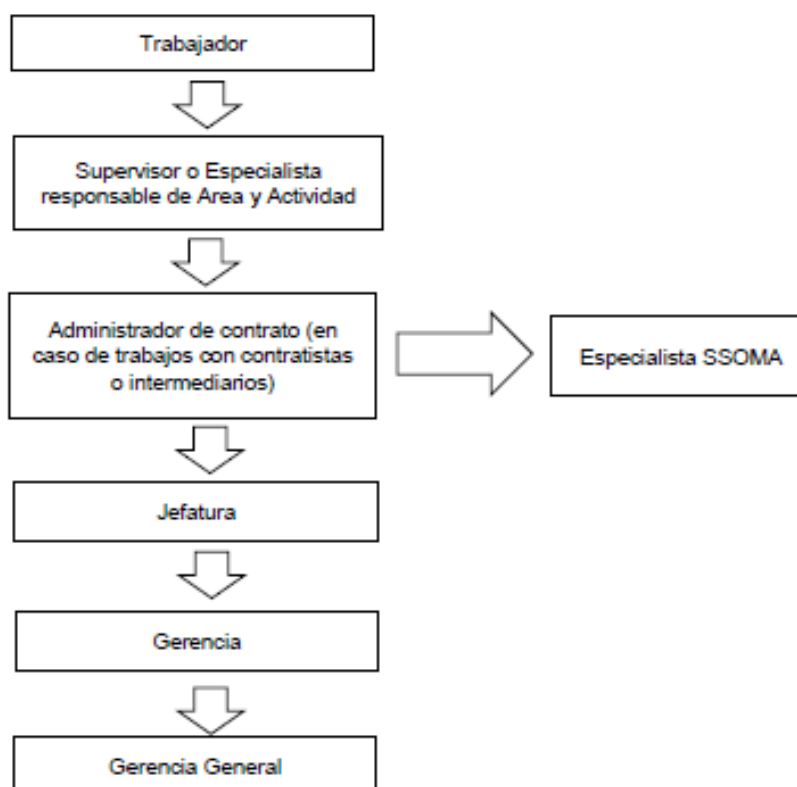 Trabajador
Supervisor o Especialista
responsable de Area y Actividad
Administrador de contrato (en
caso de trabajos con contratistas
o intermediarios)
Especialista SSOMA
Jefatura
Gerencia
Gerencia General